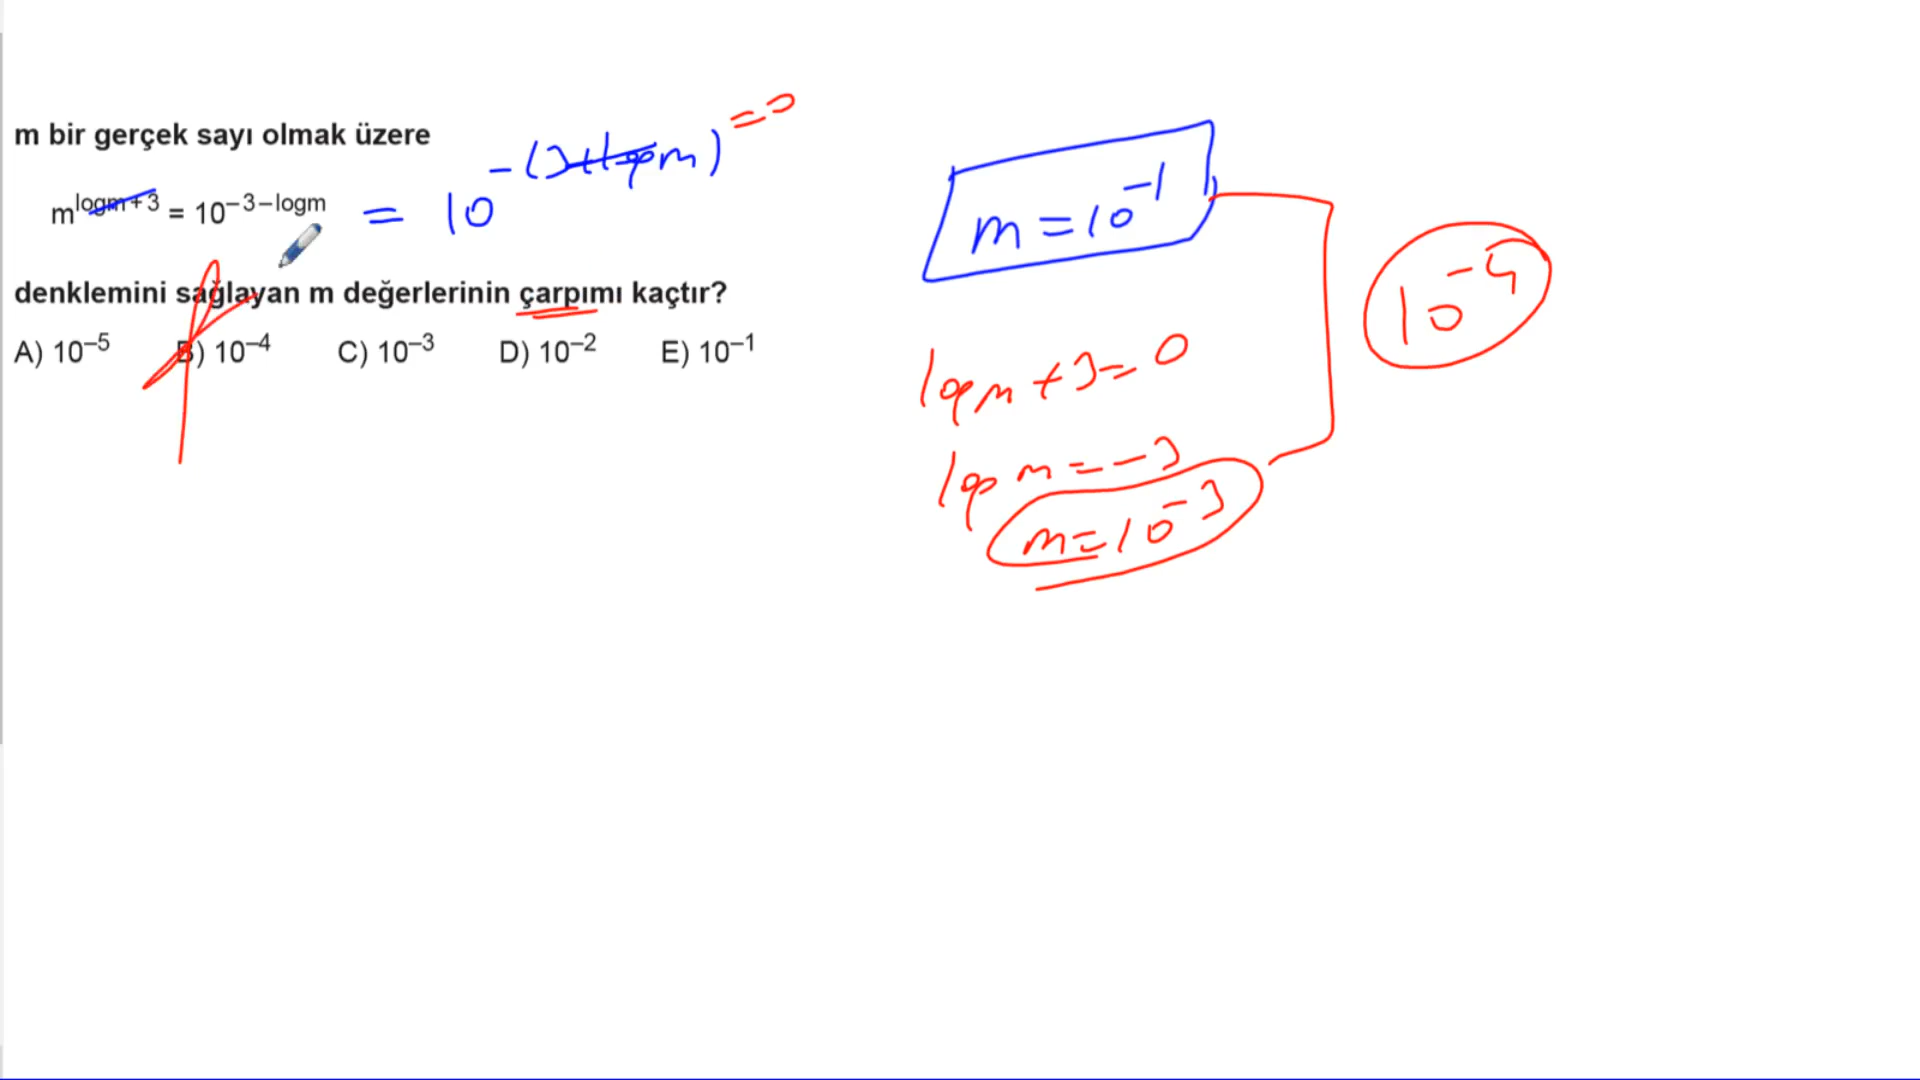 m bir gerçek sayı olmak üzere
m^logm+3 = 10^–3–logm = 10^-(3+logm) = 0
denklemini sağlayan m değerlerinin çarpımı kaçtır?
A) 10^–5 B) 10^–4 C) 10^–3 D) 10^–2 E) 10^–1
m = 10^-1
logm + 3 = 0
log m = -3
m = 10^-3
10^-4